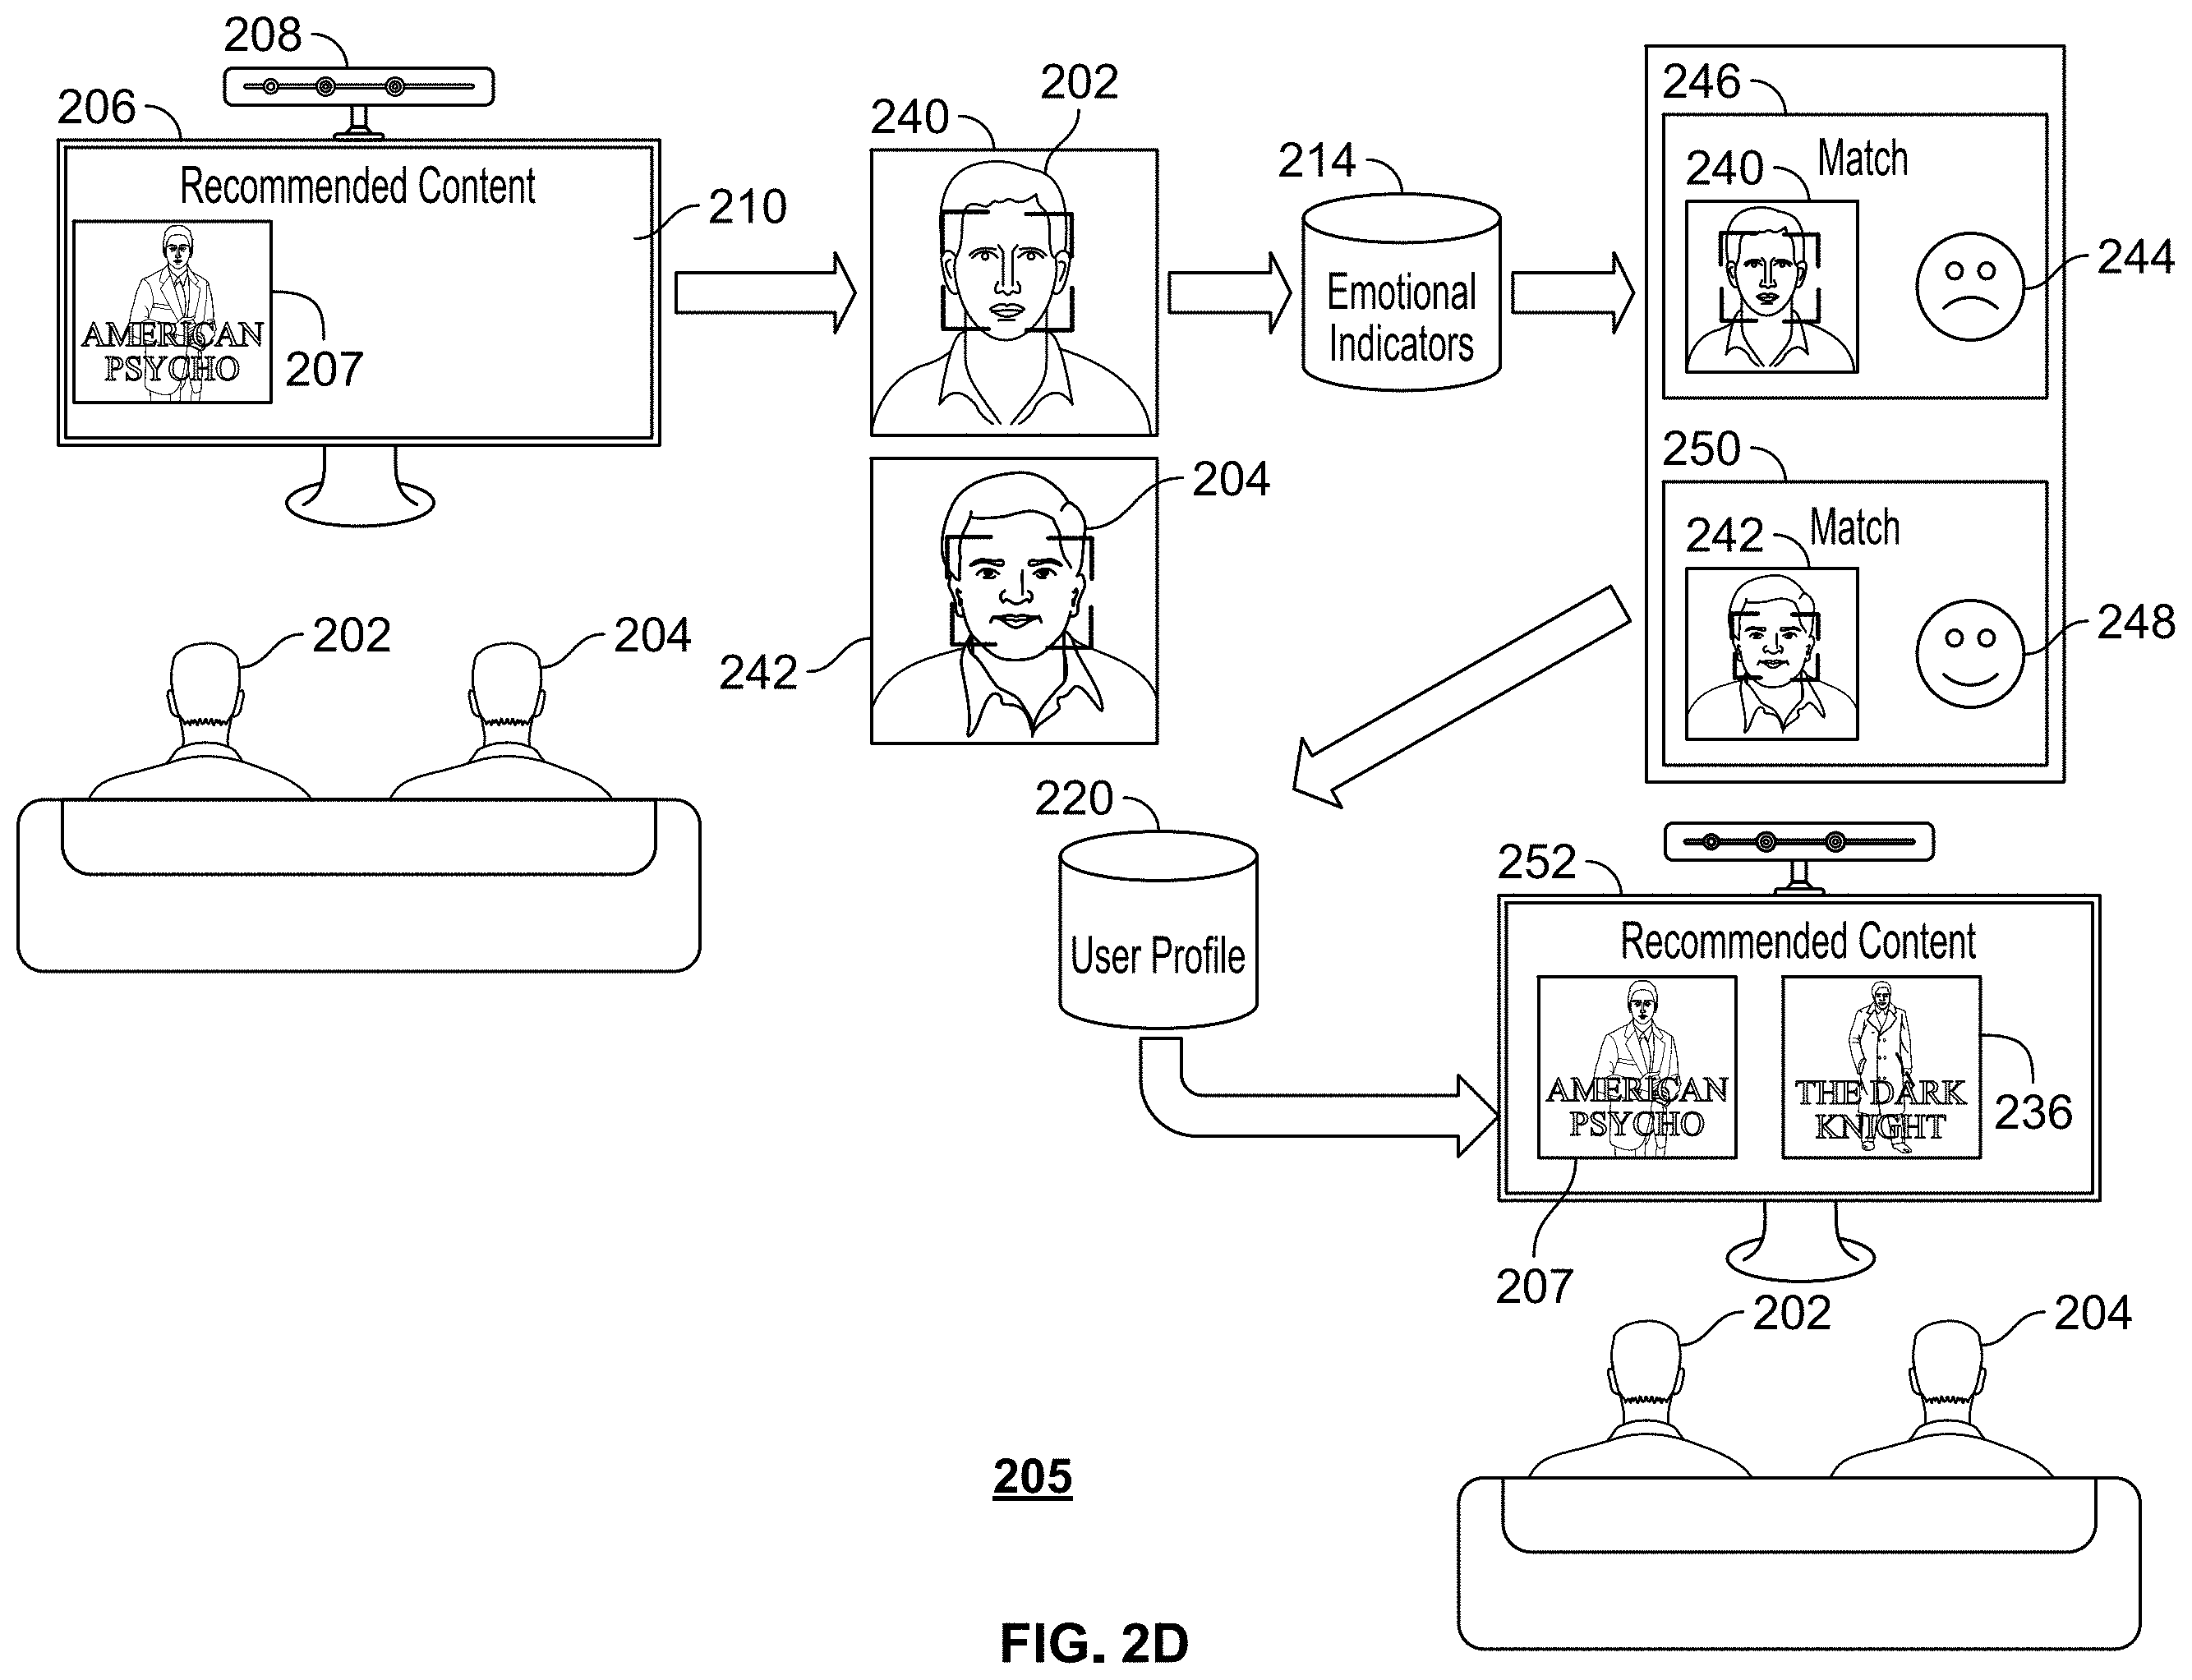 208
206
Recommended Content
210
AMERICAN
PSYCHO
207
202
204
240
202
204
242
214
Emotional
Indicators
246
Match
240
244
250
Match
242
248
220
User Profile
252
Recommended Content
AMERICAN
PSYCHO
THE DARK
KNIGHT
236
207
202
204
205
FIG. 2D